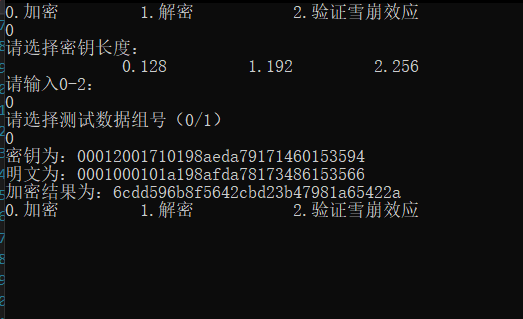 0.加密 1.解密 2.验证雪崩效应
0
请选择密钥长度：
0.128 1.192 2.256
请输入0-2：
0
请选择测试数据组号（0/1）
0
密钥为：00012001710198aeda79171460153594
明文为：0001000101a198afda78173486153566
加密结果为：6cdd596b8f5642cbd23b47981a65422a
0.加密 1.解密 2.验证雪崩效应